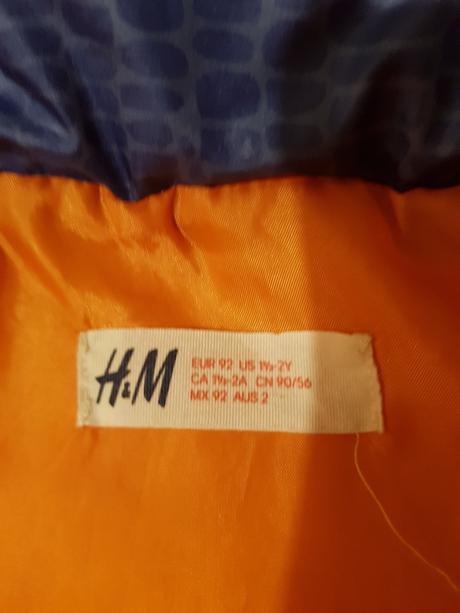 H&M
EUR 92 US 1½-2Y
CA 1½-2A CN 90/56
MX 92 AUS 2